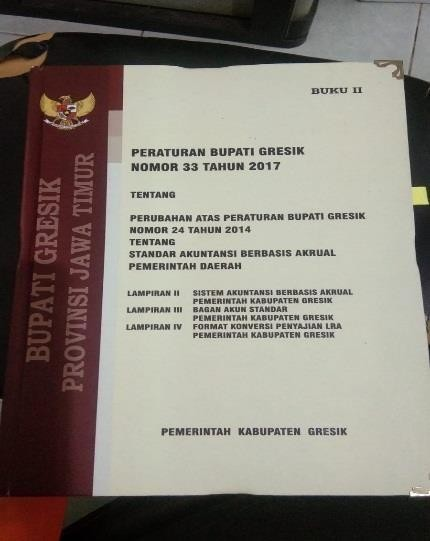 BUKU II
BUPATI GRESIK
PROVINSI JAWA TIMUR
PERATURAN BUPATI GRESIK
NOMOR 33 TAHUN 2017
TENTANG
PERUBAHAN ATAS PERATURAN BUPATI GRESIK
NOMOR 24 TAHUN 2014
TENTANG
STANDAR AKUNTANSI BERBASIS AKRUAL
PEMERINTAH DAERAH
LAMPIRAN II SISTEM AKUNTANSI BERBASIS AKRUAL
PEMERINTAH KABUPATEN GRESIK
LAMPIRAN III BAGAN AKUN STANDAR
PEMERINTAH KABUPATEN GRESIK
LAMPIRAN IV FORMAT KONVERSI PENYAJIAN LRA
PEMERINTAH KABUPATEN GRESIK
PEMERINTAH KABUPATEN GRESIK